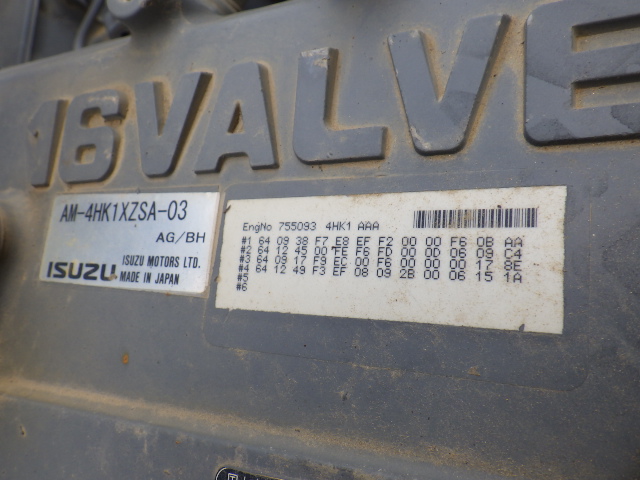 16VALVE
AM-4HK1XZSA-03
AG/BH
ISUZU ISUZU MOTORS LTD.
MADE IN JAPAN
EngNo 755093 4HK1 AAA
#1 64 09 38 F7 E8 EF F2 00 00 F6 0B AA
#2 64 12 45 00 FE F6 FD 00 0D 06 09 C4
#3 64 09 17 F9 EC 00 F6 00 00 00 17 8E
#4 64 12 49 F3 EF 08 09 2B 00 06 15 1A
#5
#6